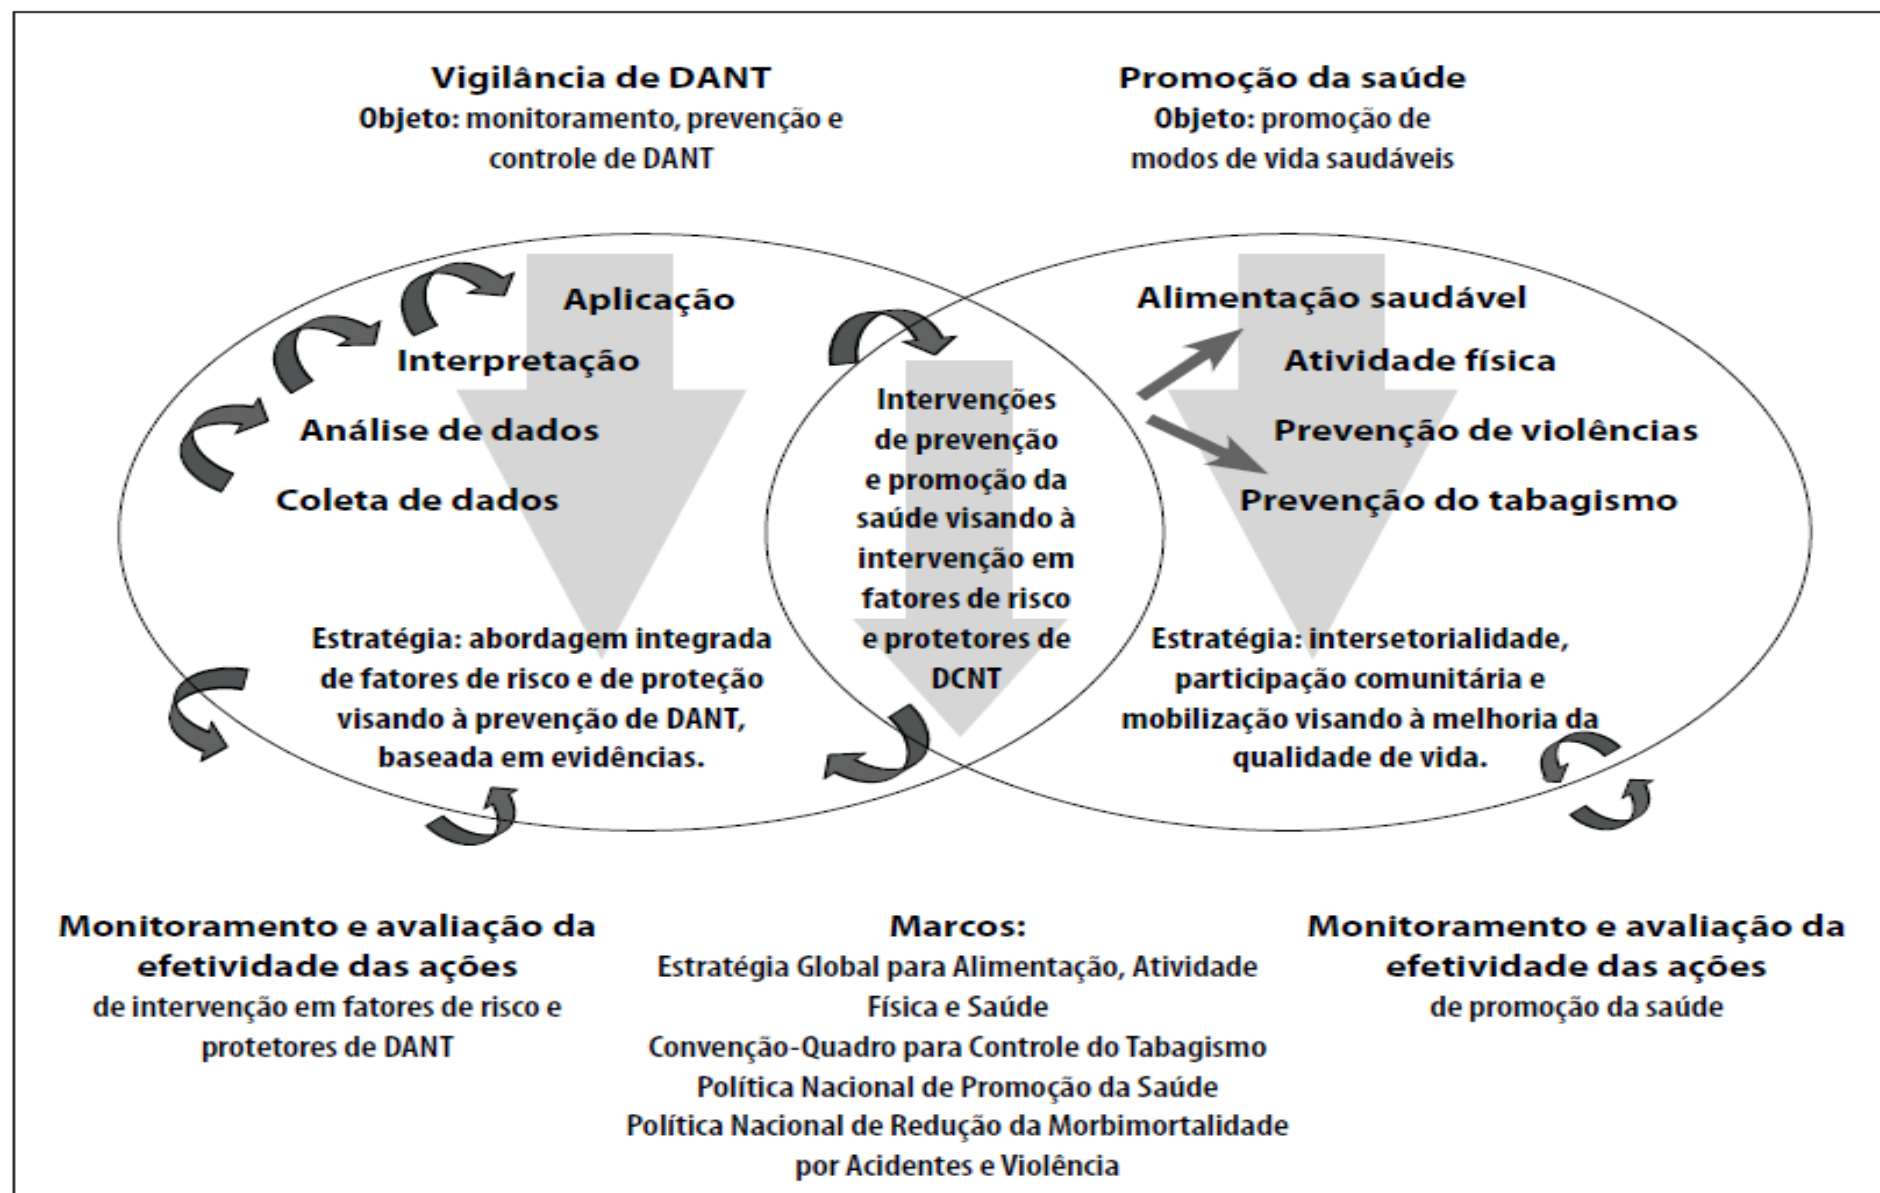 Vigilância de DANT
Objeto: monitoramento, prevenção e
controle de DANT
Promoção da saúde
Objeto: promoção de
modos de vida saudáveis
Aplicação
Interpretação
Análise de dados
Coleta de dados
Estratégia: abordagem integrada
de fatores de risco e de proteção
visando à prevenção de DANT,
baseada em evidências.
Intervenções
de prevenção
e promoção da
saúde visando à
intervenção em
fatores de risco
e protetores de
DCNT
Alimentação saudável
Atividade física
Prevenção de violências
Prevenção do tabagismo
Estratégia: intersetorialidade,
participação comunitária e
mobilização visando à melhoria da
qualidade de vida.
Monitoramento e avaliação da
efetividade das ações
de intervenção em fatores de risco e
protetores de DANT
Marcos:
Estratégia Global para Alimentação, Atividade
Física e Saúde
Convenção-Quadro para Controle do Tabagismo
Política Nacional de Promoção da Saúde
Política Nacional de Redução da Morbimortalidade
por Acidentes e Violência
Monitoramento e avaliação da
efetividade das ações
de promoção da saúde